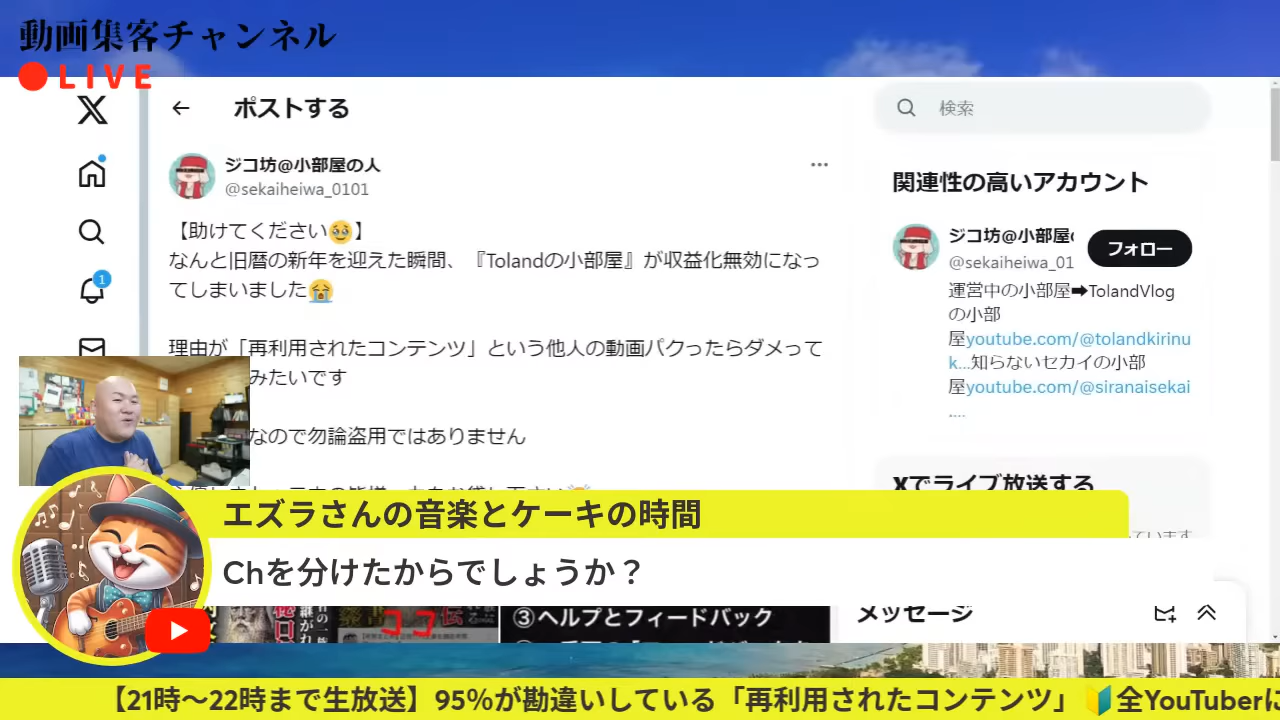 動画集客チャンネル
LIVE
ポストする
検索
ジコ坊@小部屋の人
@sekaiheiwa_0101
【助けてください🥹】
なんと旧暦の新年を迎えた瞬間、『Tolandの小部屋』が収益化無効になっ
てしまいました😭
理由が「再利用されたコンテンツ」という他人の動画パクったらダメって
みたいです
なので勿論盗用ではありません
関連性の高いアカウント
ジコ坊@小部屋
@sekaiheiwa_01
フォロー
運営中の小部屋➡TolandVlog
の小部
屋youtube.com/@tolandkirinu
k…知らないセカイの小部
屋youtube.com/@siranaisekai
....
Xでライブ放送する
1
エズラさんの音楽とケーキの時間
Chを分けたからでしょうか？
ココ
③ヘルプとフィードバック
メッセージ
【21時〜22時まで生放送】95%が勘違いしている「再利用されたコンテンツ」🔰全YouTuberに